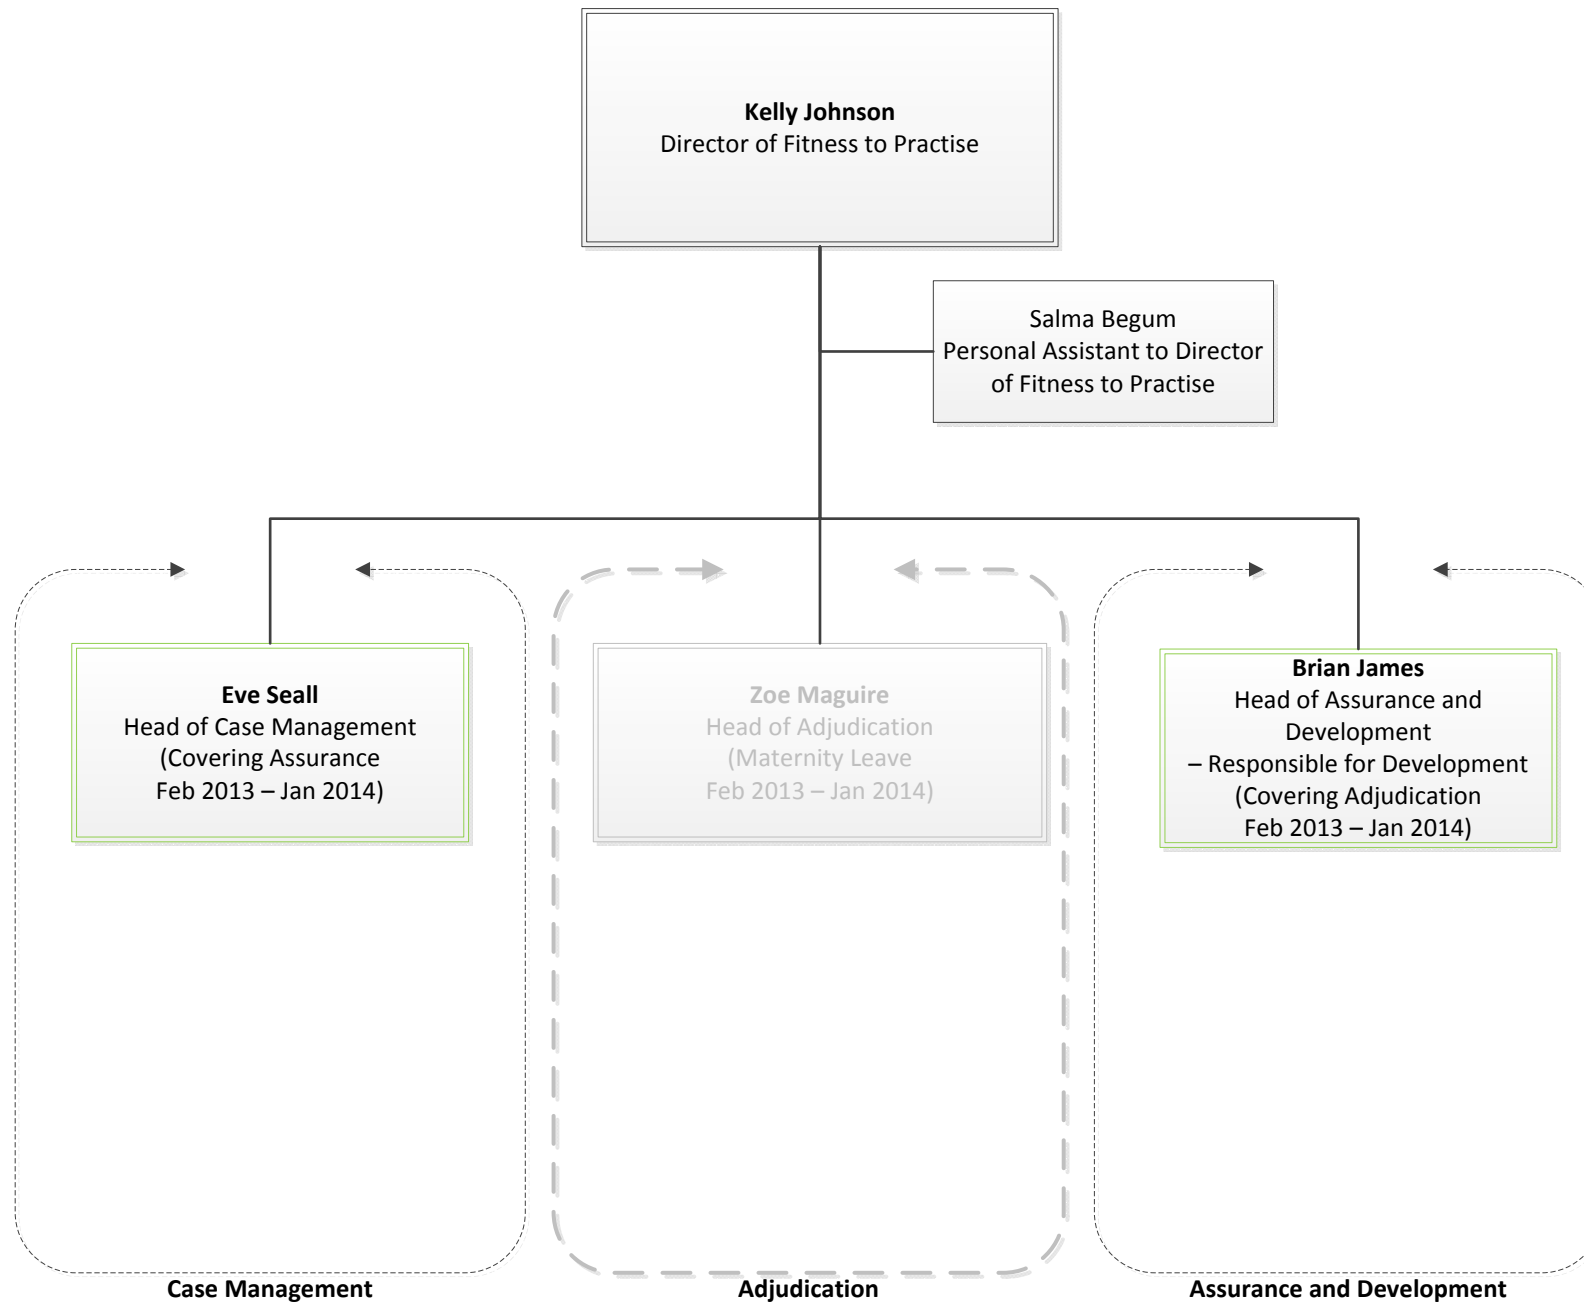 Kelly Johnson
Director of Fitness to Practise
Salma Begum
Personal Assistant to Director
of Fitness to Practise
Eve Seall
Head of Case Management
(Covering Assurance
Feb 2013 – Jan 2014)
Zoe Maguire
Head of Adjudication
(Maternity Leave
Feb 2013 – Jan 2014)
Brian James
Head of Assurance and
Development
– Responsible for Development
(Covering Adjudication
Feb 2013 – Jan 2014)
Case Management
Adjudication
Assurance and Development